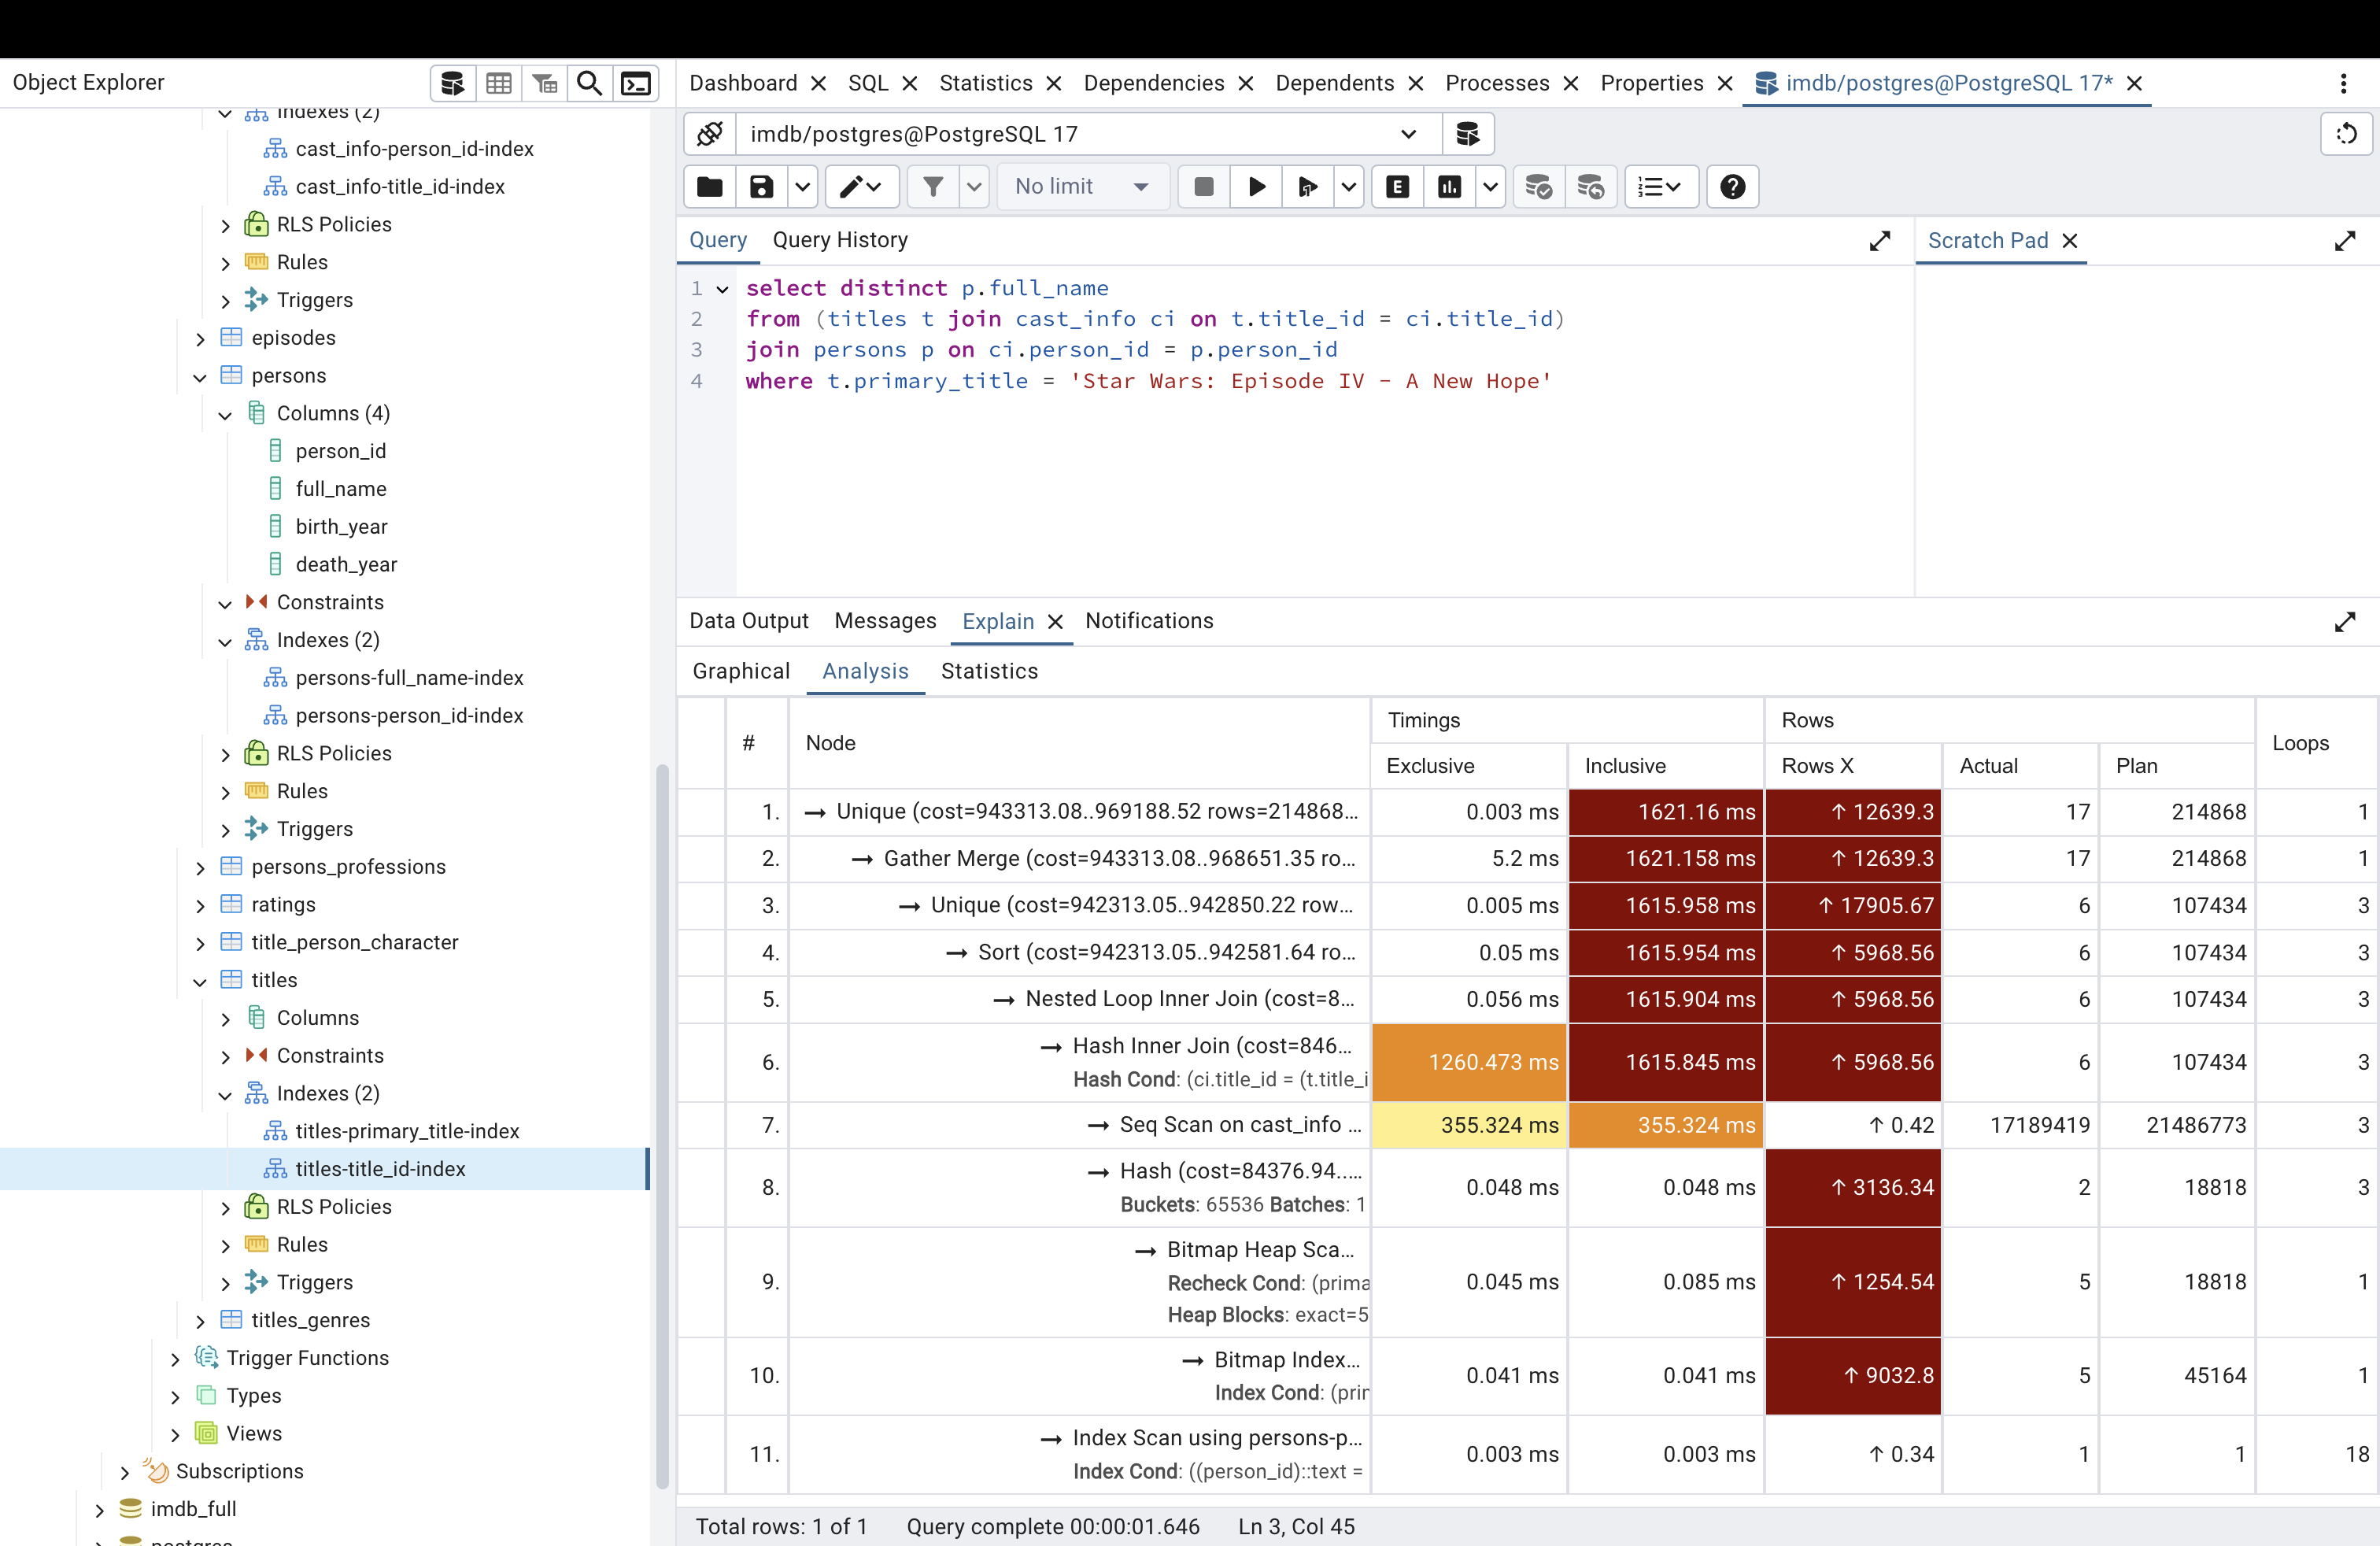 Object Explorer
Indexes (2)
cast_info-person_id-index
cast_info-title_id-index
RLS Policies
Rules
Triggers
episodes
persons
Columns (4)
person_id
full_name
birth_year
death_year
Constraints
Indexes (2)
persons-full_name-index
persons-person_id-index
RLS Policies
Rules
Triggers
persons_professions
ratings
title_person_character
titles
Columns
Constraints
Indexes (2)
titles-primary_title-index
titles-title_id-index
RLS Policies
Rules
Triggers
titles_genres
Trigger Functions
Types
Views
Subscriptions
imdb_full
postgres
Dashboard SQL Statistics Dependencies Dependents Processes Properties imdb/postgres@PostgreSQL 17*
imdb/postgres@PostgreSQL 17
No limit E
Query Query History
Scratch Pad
1 select distinct p.full_name
2 from (titles t join cast_info ci on t.title_id = ci.title_id)
3 join persons p on ci.person_id = p.person_id
4 where t.primary_title = 'Star Wars: Episode IV - A New Hope'
Data Output Messages Explain Notifications
Graphical Analysis Statistics
# Node Timings Rows Loops
Exclusive Inclusive Rows X Actual Plan
1. → Unique (cost=943313.08..969188.52 rows=214868... 0.003 ms 1621.16 ms ↑ 12639.3 17 214868 1
2. → Gather Merge (cost=943313.08..968651.35 ro... 5.2 ms 1621.158 ms ↑ 12639.3 17 214868 1
3. → Unique (cost=942313.05..942850.22 row... 0.005 ms 1615.958 ms ↑ 17905.67 6 107434 3
4. → Sort (cost=942313.05..942581.64 ro... 0.05 ms 1615.954 ms ↑ 5968.56 6 107434 3
5. → Nested Loop Inner Join (cost=8... 0.056 ms 1615.904 ms ↑ 5968.56 6 107434 3
6. → Hash Inner Join (cost=846... 1260.473 ms 1615.845 ms ↑ 5968.56 6 107434 3
Hash Cond: (ci.title_id = (t.title_i
7. → Seq Scan on cast_info ... 355.324 ms 355.324 ms ↑ 0.42 17189419 21486773 3
8. → Hash (cost=84376.94..... 0.048 ms 0.048 ms ↑ 3136.34 2 18818 3
Buckets: 65536 Batches: 1
9. → Bitmap Heap Sca... 0.045 ms 0.085 ms ↑ 1254.54 5 18818 1
Recheck Cond: (prima
Heap Blocks: exact=5
10. → Bitmap Index... 0.041 ms 0.041 ms ↑ 9032.8 5 45164 1
Index Cond: (prin
11. → Index Scan using persons-p... 0.003 ms 0.003 ms ↑ 0.34 1 1 18
Index Cond: ((person_id)::text =
Total rows: 1 of 1 Query complete 00:00:01.646 Ln 3, Col 45